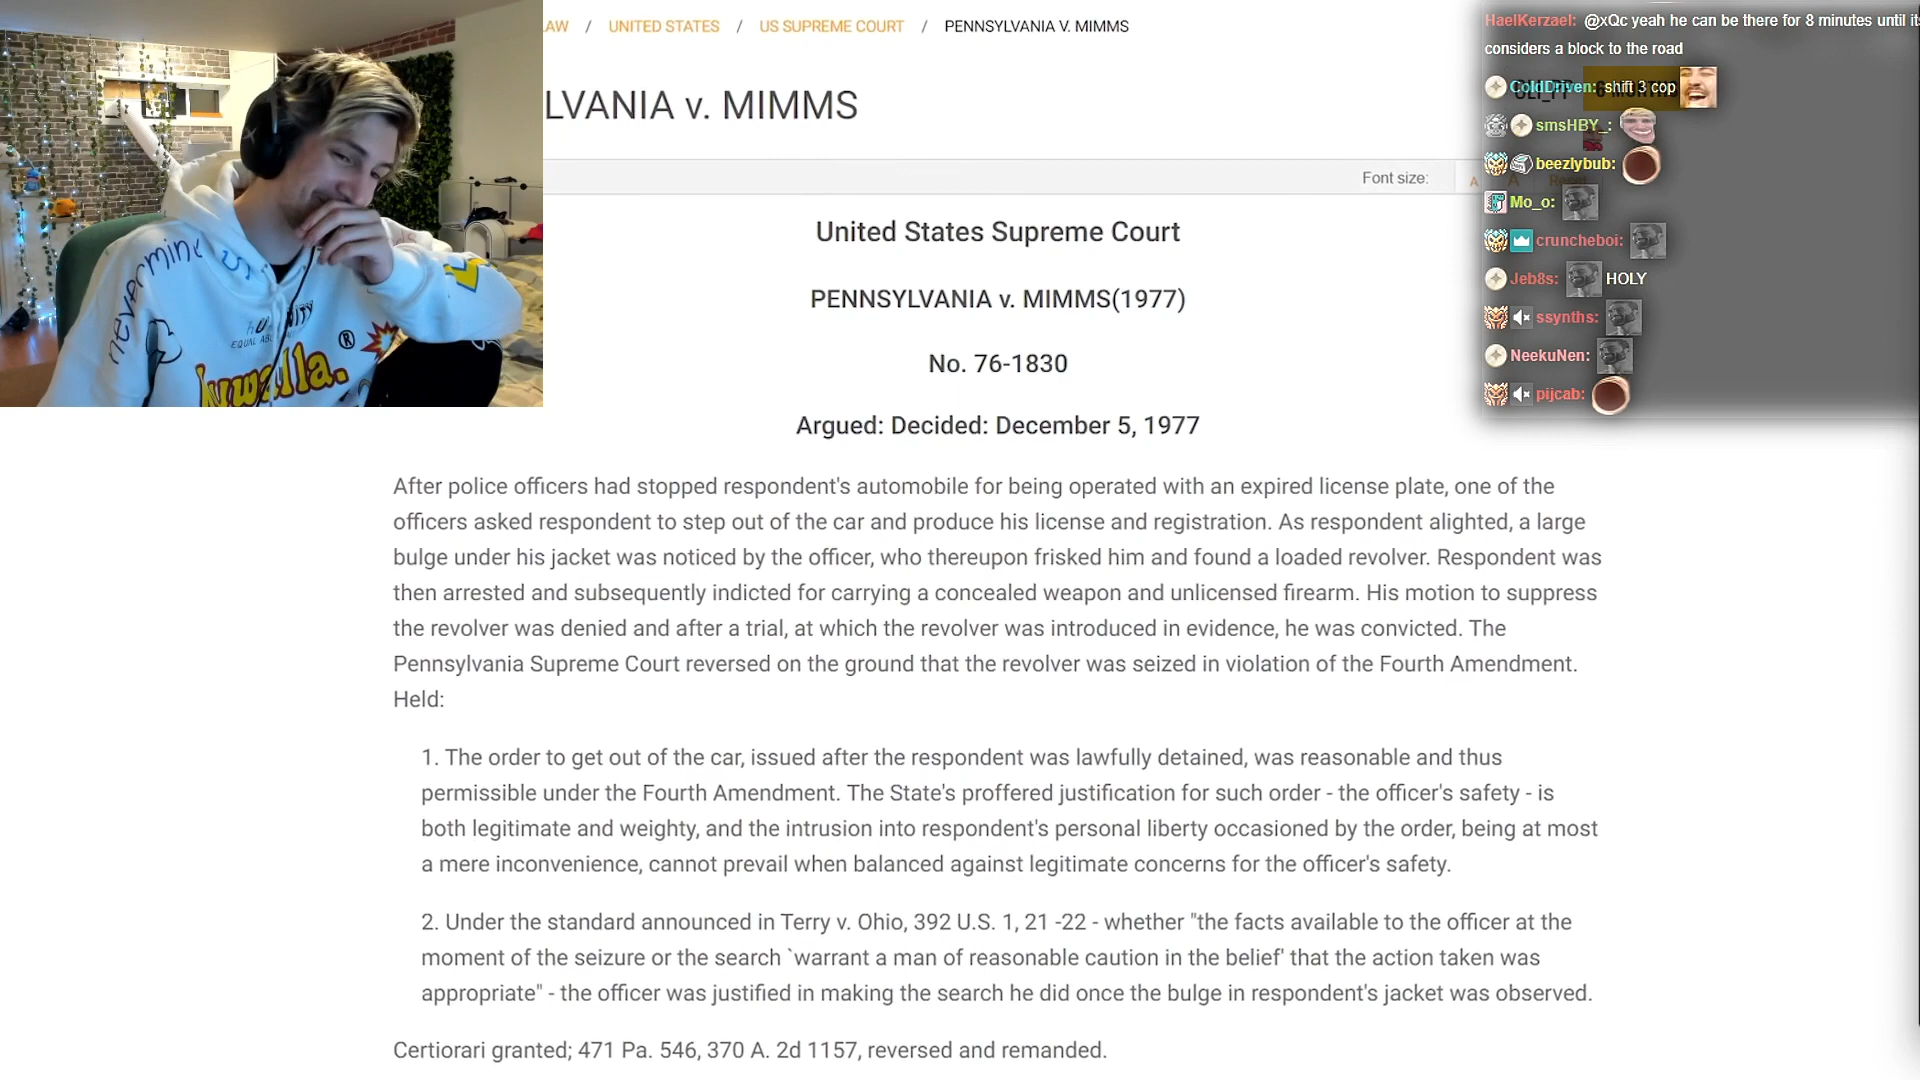 LAW / UNITED STATES / US SUPREME COURT / PENNSYLVANIA V. MIMMS
LVANIA v. MIMMS
Font size:
A
United States Supreme Court
PENNSYLVANIA v. MIMMS(1977)
No. 76-1830
Argued: Decided: December 5, 1977
After police officers had stopped respondent's automobile for being operated with an expired license plate, one of the
officers asked respondent to step out of the car and produce his license and registration. As respondent alighted, a large
bulge under his jacket was noticed by the officer, who thereupon frisked him and found a loaded revolver. Respondent was
then arrested and subsequently indicted for carrying a concealed weapon and unlicensed firearm. His motion to suppress
the revolver was denied and after a trial, at which the revolver was introduced in evidence, he was convicted. The
Pennsylvania Supreme Court reversed on the ground that the revolver was seized in violation of the Fourth Amendment.
Held:
1. The order to get out of the car, issued after the respondent was lawfully detained, was reasonable and thus
permissible under the Fourth Amendment. The State's proffered justification for such order - the officer's safety - is
both legitimate and weighty, and the intrusion into respondent's personal liberty occasioned by the order, being at most
a mere inconvenience, cannot prevail when balanced against legitimate concerns for the officer's safety.
2. Under the standard announced in Terry v. Ohio, 392 U.S. 1, 21 -22 - whether "the facts available to the officer at the
moment of the seizure or the search `warrant a man of reasonable caution in the belief' that the action taken was
appropriate" - the officer was justified in making the search he did once the bulge in respondent's jacket was observed.
Certiorari granted; 471 Pa. 546, 370 A. 2d 1157, reversed and remanded.
HaelKerzael: @xQc yeah he can be there for 8 minutes until it
considers a block to the road
ColdDriven: shift 3 cop
smsHBY_:
beezlybub:
Mo_o:
cruncheboi:
Jeb8s: HOLY
ssynths:
NeekuNen:
pijcab:
nevermind